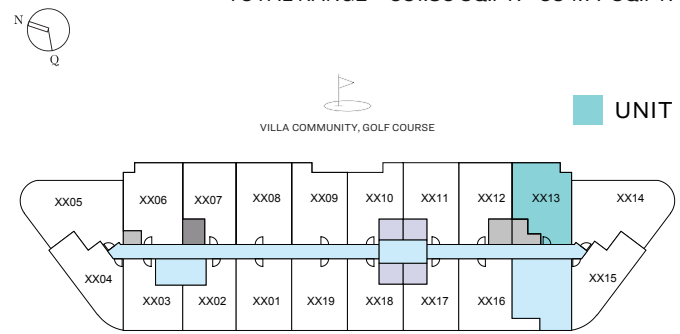 N
Q
VILLA COMMUNITY, GOLF COURSE
UNIT
XX05
XX06
XX07
XX08
XX09
XX10
XX11
XX12
XX13
XX14
XX04
XX03
XX02
XX01
XX19
XX18
XX17
XX16
XX15